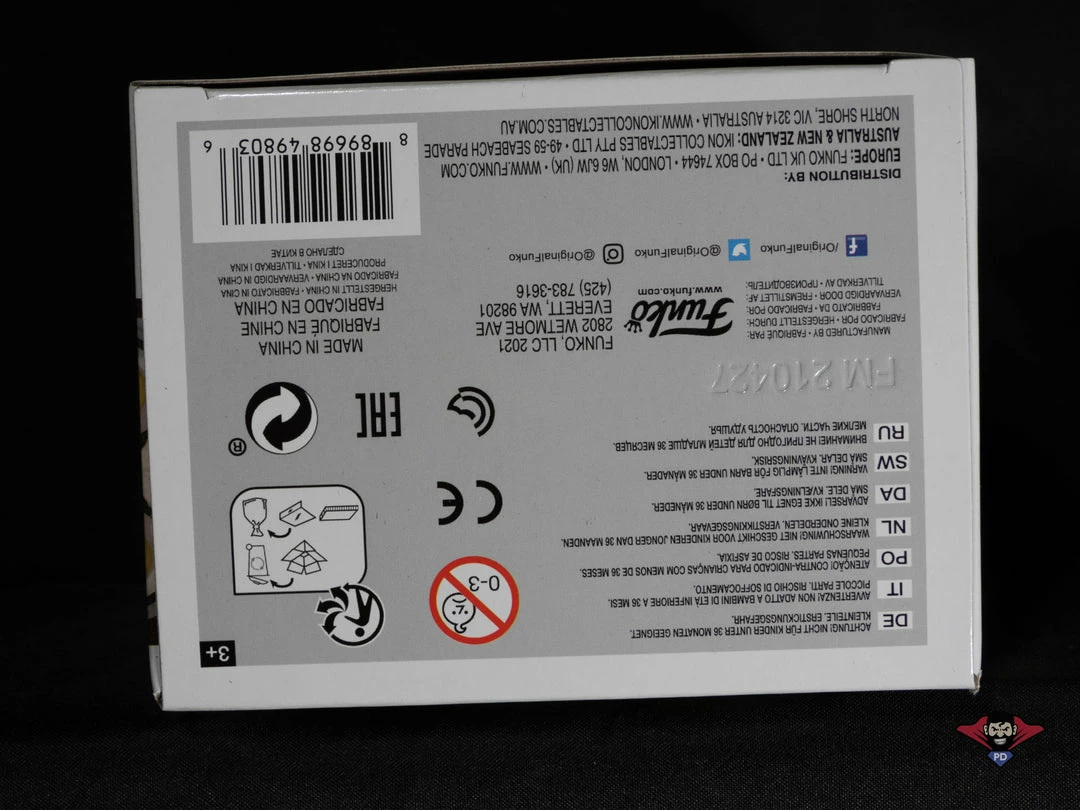 3+
DE
ACHTUNG! NICHT FÜR KINDER UNTER 36 MONATEN GEEIGNET.
KLEINTEILE. ERSTICKUNGSGEFAHR.
IT
AVVERTENZA! NON ADATTO A BAMBINI DI ETÀ INFERIORE A 36 MESI.
PICCOLE PARTI. RISCHIO DI SOFFOCAMENTO.
PO
ATENÇÃO! CONTRA-INDICADO PARA CRIANÇAS COM MENOS DE 36 MESES.
PEQUENAS PARTES. RISCO DE ASFIXIA.
NL
WAARSCHUWING! NIET GESCHIKT VOOR KINDEREN JONGER DAN 36 MAANDEN.
KLEINE ONDERDELEN. VERSTIKKINGSGEVAAR.
DA
ADVARSEL! IKKE EGNET TIL BØRN UNDER 36 MÅNEDER.
SMÅ DELE. KVÆLNINGSFARE.
SW
VARNING! INTE LÄMPLIG FÖR BARN UNDER 36 MÅNADER.
SMÅ DELAR. KVÄVNINGSRISK.
RU
ВНИМАНИЕ! НЕ ПРИГОДНО ДЛЯ ДЕТЕЙ МЛАДШЕ 36 МЕСЯЦЕВ.
МЕЛКИЕ ЧАСТИ. ОПАСНОСТЬ УДУШЬЯ.
0-3
CE
EAC
®
FM 210427
MANUFACTURED BY • FABRIQUÉ PAR:
FABRICADO POR • HERGESTELLT DURCH:
FABBRICATO DA • FABRICADO POR:
VERVAARDIGD DOOR • FREMSTILLET AF:
TILLVERKAD AV • ПРОИЗВОДИТЕЛЬ:
Funko
www.funko.com
FUNKO, LLC 2021
2802 WETMORE AVE
EVERETT, WA 98201
(425) 783-3616
MADE IN CHINA
FABRIQUÉ EN CHINE
FABRICADO EN CHINA
HERGESTELLT IN CHINA • FABBRICATO IN CINA
FABRICADO NA CHINA • VERVAARDIGD IN CHINA
PRODUCERET I KINA • TILLVERKAD I KINA
СДЕЛАНО В КИТАЕ
/OriginalFunko @OriginalFunko @OriginalFunko
DISTRIBUTION BY:
EUROPE: FUNKO UK LTD • PO BOX 74644 • LONDON, W6 6JW (UK) • WWW.FUNKO.COM
AUSTRALIA & NEW ZEALAND: IKON COLLECTABLES PTY LTD • 49-59 SEABEACH PARADE
NORTH SHORE, VIC 3214 AUSTRALIA • WWW.IKONCOLLECTABLES.COM.AU
8 89698 49803 6
PD